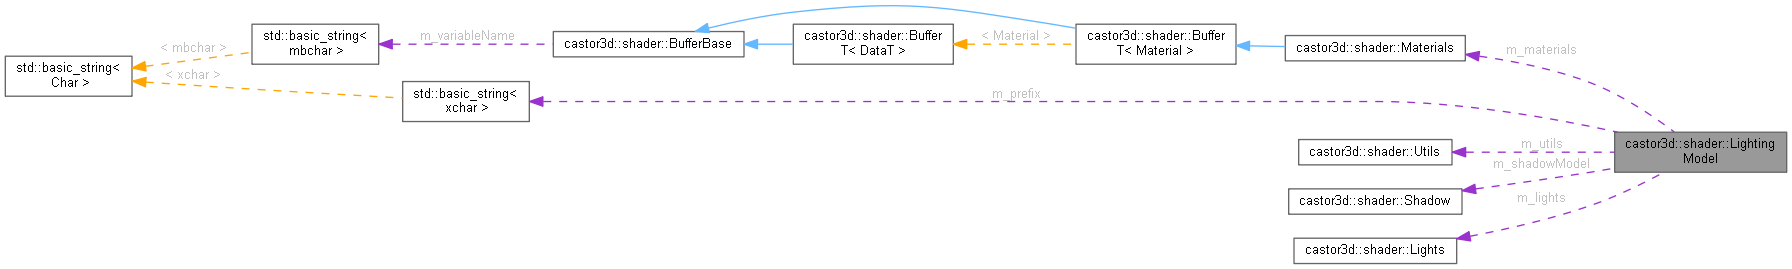 std::basic_string<
Char >
< mbchar >
< xchar >
std::basic_string<
mbchar >
std::basic_string<
xchar >
m_variableName
castor3d::shader::BufferBase
castor3d::shader::Buffer
T< DataT >
< Material >
castor3d::shader::Buffer
T< Material >
castor3d::shader::Materials
m_materials
m_prefix
castor3d::shader::Utils
m_utils
castor3d::shader::Shadow
m_shadowModel
castor3d::shader::Lights
m_lights
castor3d::shader::Lighting
Model